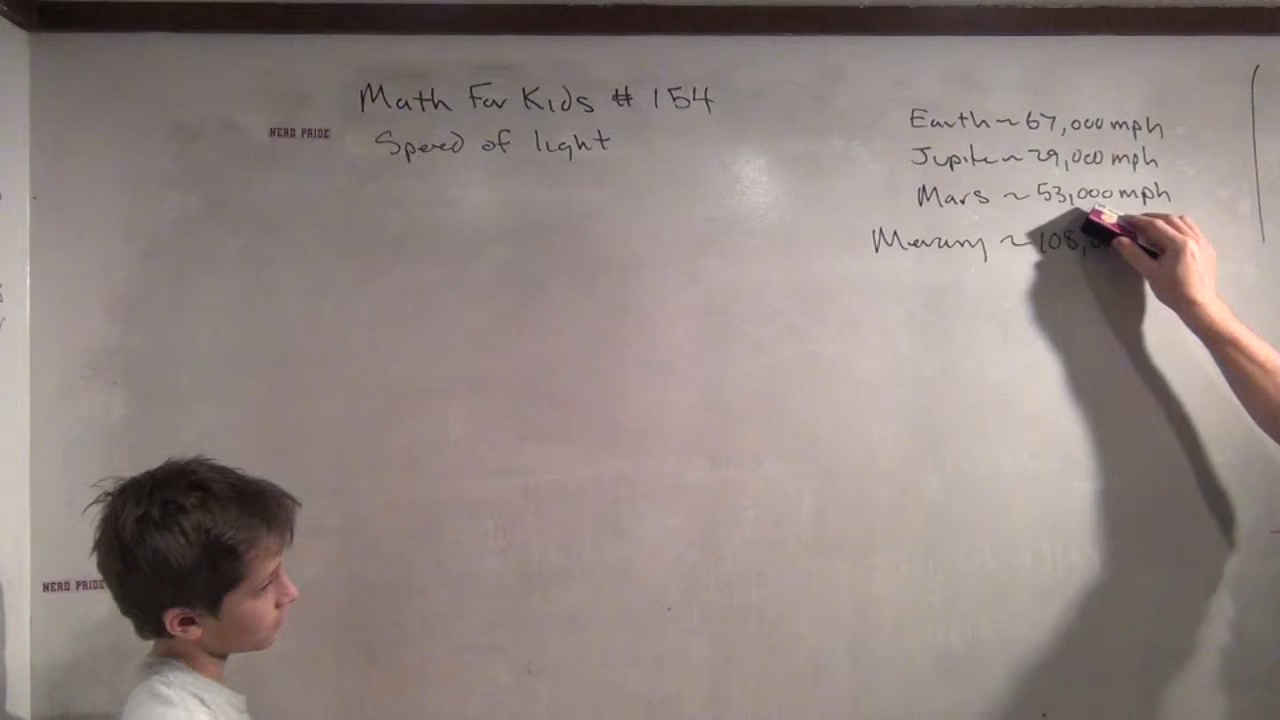 Math For Kids # 154
NERD PRIDE
Speed of light
Earth ~ 67,000 mph
Jupiter ~ 29,000 mph
Mars ~ 53,000 mph
Mercury ~ 108,
NERD PRIDE